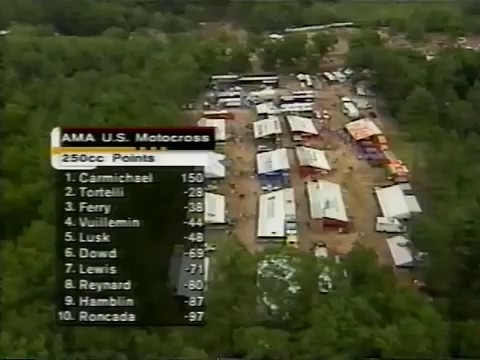 AMA U.S. Motocross
250cc Points
1. Carmichael 150
2. Tortelli -28
3. Ferry -38
4. Vuillemin -44
5. Lusk -48
6. Dowd -69
7. Lewis -71
8. Reynard -80
9. Hamblin -87
10. Roncada -97